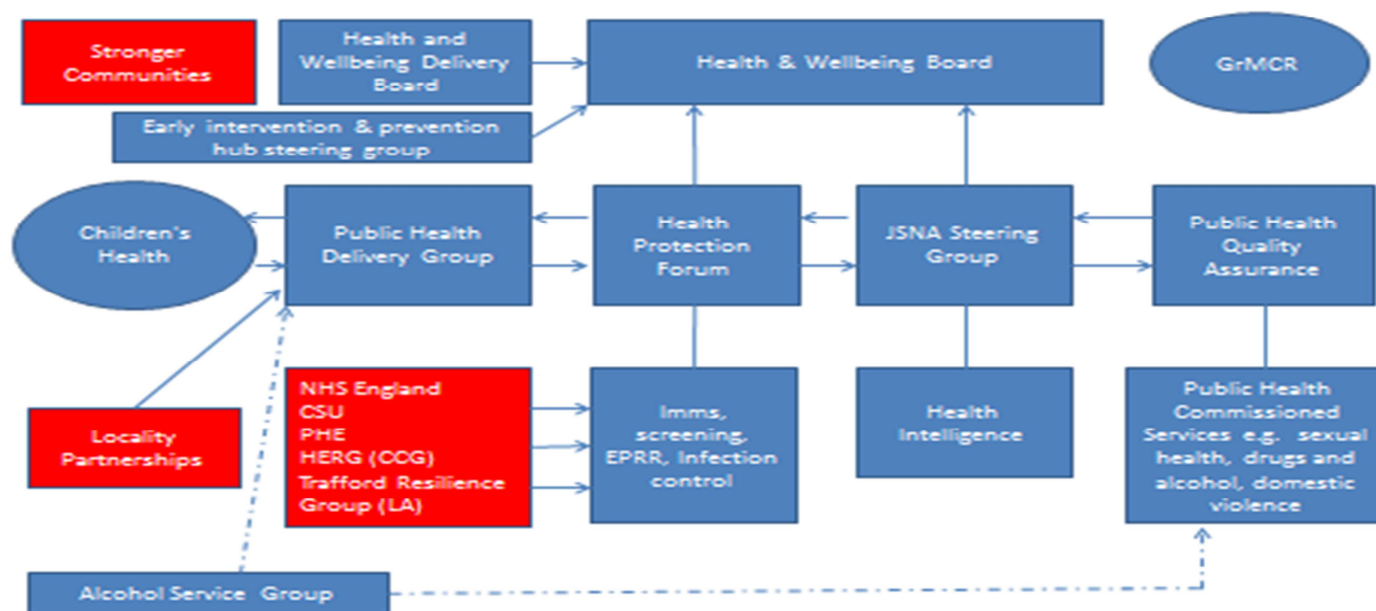 Stronger
Communities
Health and
Wellbeing Delivery
Board
Health & Wellbeing Board
GrMCR
Early intervention & prevention
hub steering group
Children's
Health
Public Health
Delivery Group
Health
Protection
Forum
JSNA Steering
Group
Public Health
Quality
Assurance
Locality
Partnerships
NHS England
CSU
PHE
HERG (CCG)
Trafford Resilience
Group (LA)
Imms,
screening,
EPRR, Infection
control
Health
Intelligence
Public Health
Commissioned
Services e.g. sexual
health, drugs and
alcohol, domestic
violence
Alcohol Service Group